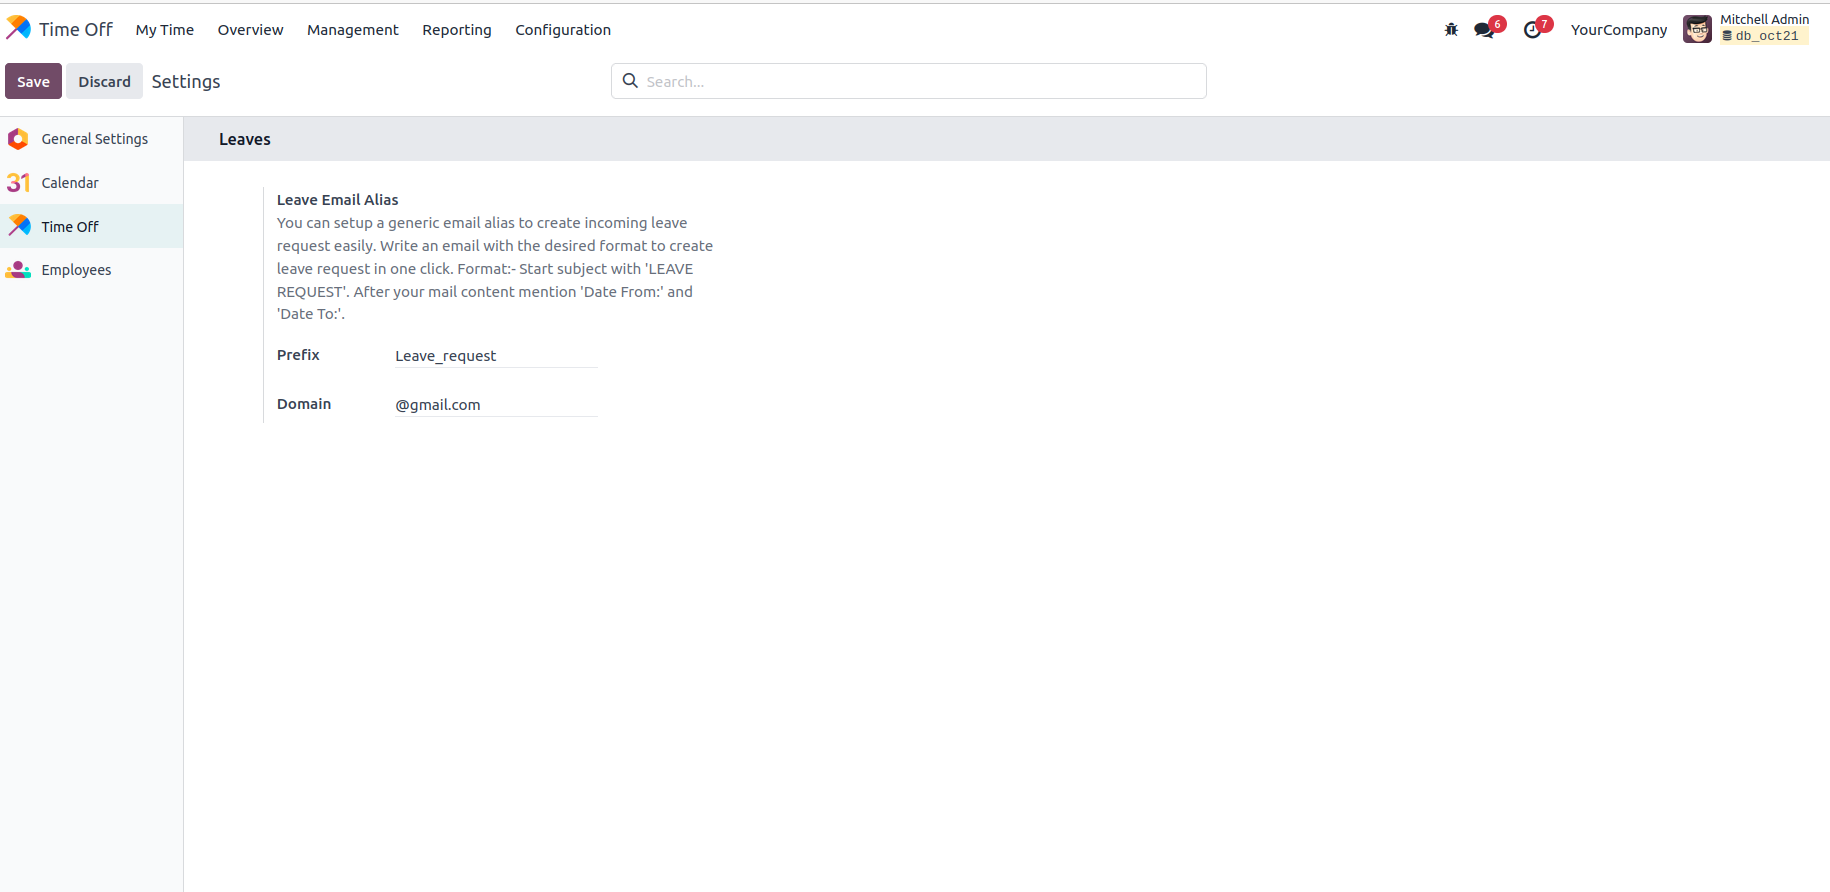 Time Off My Time Overview Management Reporting Configuration 6 7 YourCompany Mitchell Admin
db_oct21
Save Discard Settings Search...
General Settings
Leaves
31 Calendar
Time Off
Employees
Leave Email Alias
You can setup a generic email alias to create incoming leave
request easily. Write an email with the desired format to create
leave request in one click. Format:- Start subject with 'LEAVE
REQUEST'. After your mail content mention 'Date From:' and
'Date To:'.
Prefix Leave_request
Domain @gmail.com